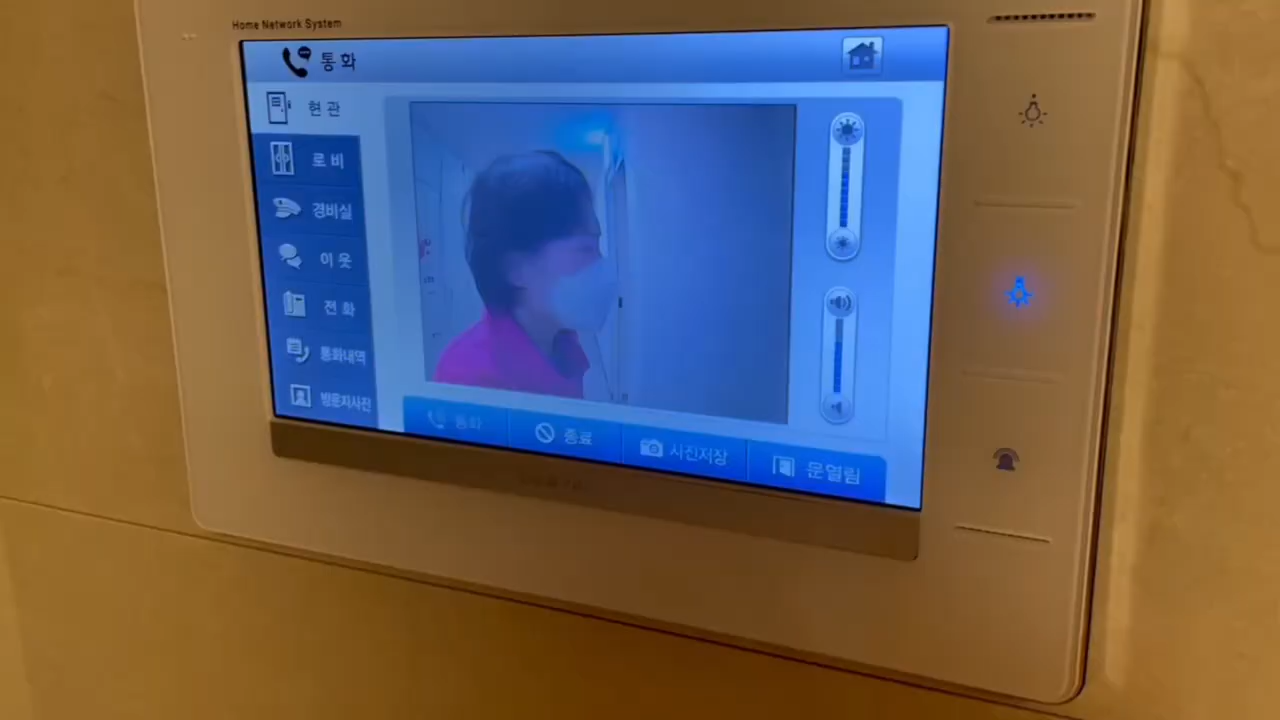 Home Network System
통화
현관
로비
경비실
이웃
전화
통화내역
방문자사진
통화
종료
사진저장
문열림